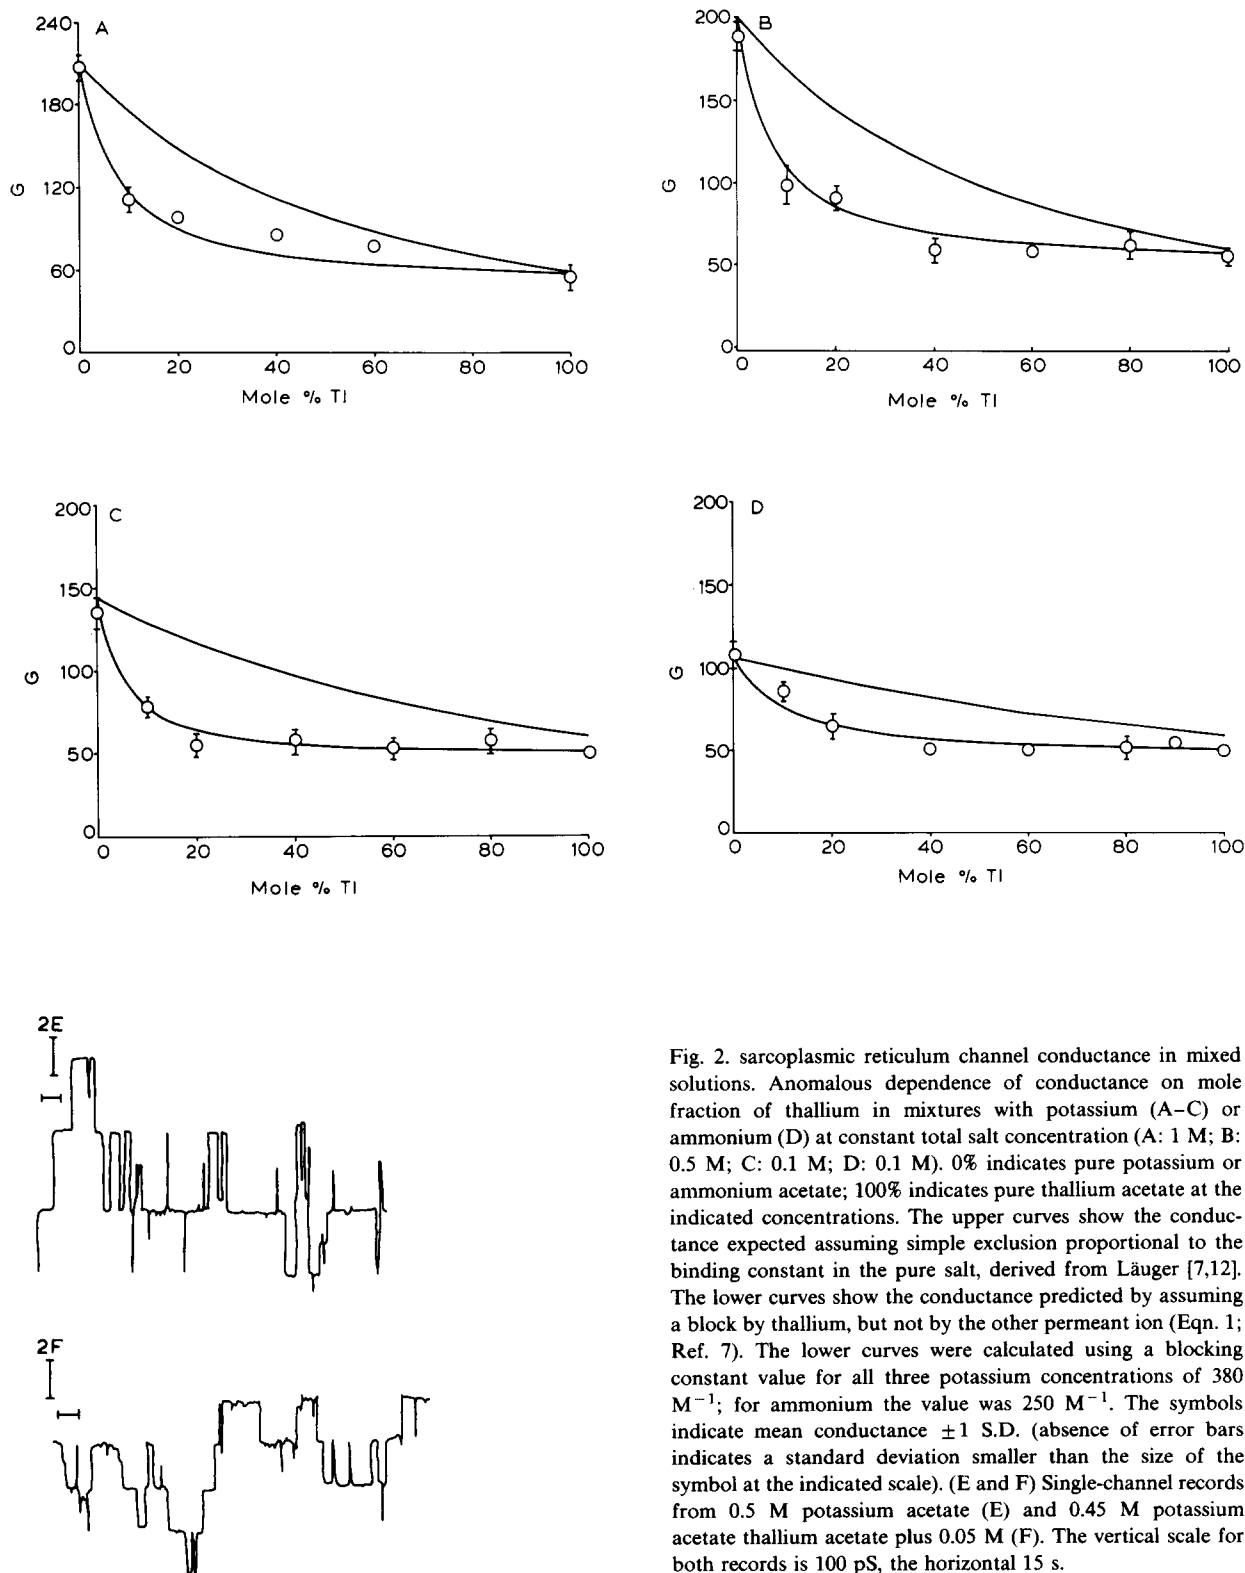 A
240
180
120
60
0
G
0 20 40 60 80 100
Mole % Tl
B
200
150
100
50
0
G
0 20 40 60 80 100
Mole % Tl
C
200
150
100
50
0
G
0 20 40 60 80 100
Mole % Tl
D
200
150
100
50
0
G
0 20 40 60 80 100
Mole % Tl
2E
2F
Fig. 2. sarcoplasmic reticulum channel conductance in mixed
solutions. Anomalous dependence of conductance on mole
fraction of thallium in mixtures with potassium (A–C) or
ammonium (D) at constant total salt concentration (A: 1 M; B:
0.5 M; C: 0.1 M; D: 0.1 M). 0% indicates pure potassium or
ammonium acetate; 100% indicates pure thallium acetate at the
indicated concentrations. The upper curves show the conduc-
tance expected assuming simple exclusion proportional to the
binding constant in the pure salt, derived from Läuger [7,12].
The lower curves show the conductance predicted by assuming
a block by thallium, but not by the other permeant ion (Eqn. 1;
Ref. 7). The lower curves were calculated using a blocking
constant value for all three potassium concentrations of 380
M⁻¹; for ammonium the value was 250 M⁻¹. The symbols
indicate mean conductance ±1 S.D. (absence of error bars
indicates a standard deviation smaller than the size of the
symbol at the indicated scale). (E and F) Single-channel records
from 0.5 M potassium acetate (E) and 0.45 M potassium
acetate thallium acetate plus 0.05 M (F). The vertical scale for
both records is 100 pS, the horizontal 15 s.